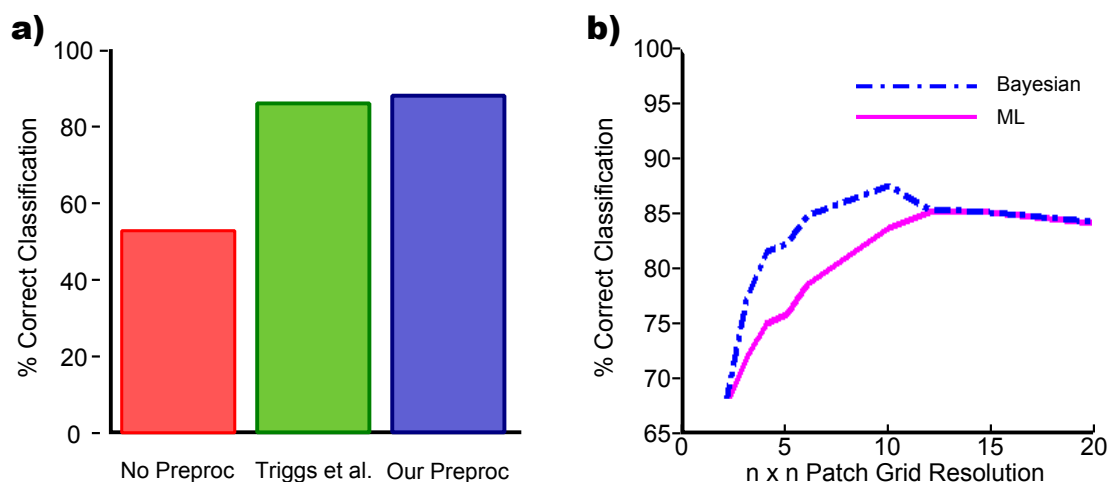 a)
100
80
60
40
20
0
% Correct Classification
No Preproc Triggs et al. Our Preproc
b)
100
95
90
85
80
75
70
65
% Correct Classification
Bayesian
ML
0 5 10 15 20
n x n Patch Grid Resolution